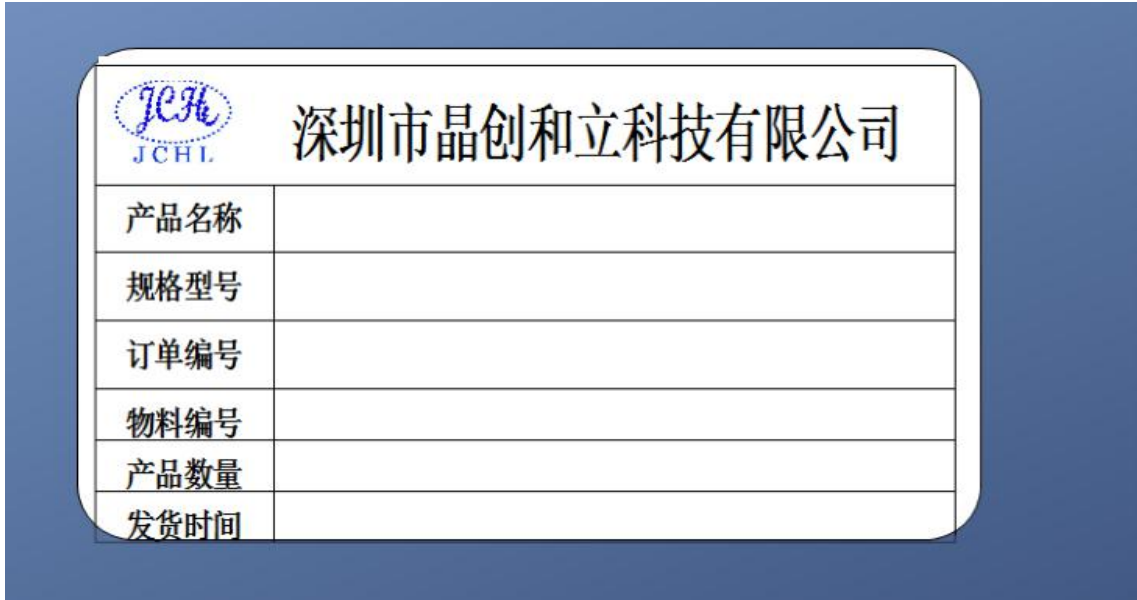 JCHL
JCHL
深圳市晶创和立科技有限公司
产品名称
规格型号
订单编号
物料编号
产品数量
发货时间